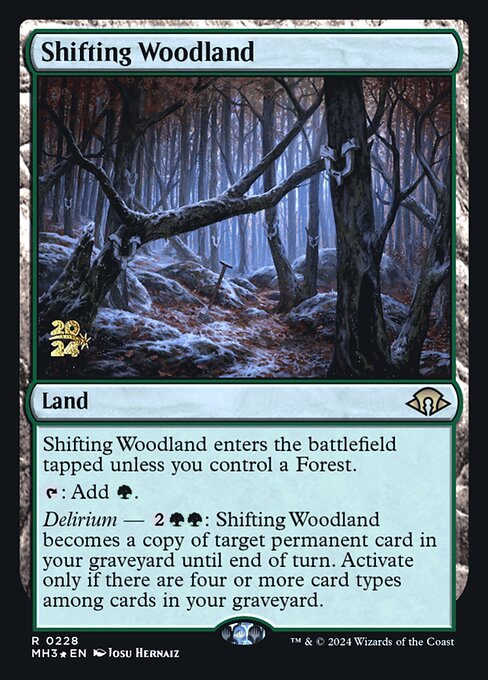 Shifting Woodland
20
24
Land
Shifting Woodland enters the battlefield
tapped unless you control a Forest.
: Add .
Delirium — 2: Shifting Woodland
becomes a copy of target permanent card in
your graveyard until end of turn. Activate
only if there are four or more card types
among cards in your graveyard.
R 0228
MH3★EN Josu Hernaiz
™ & © 2024 Wizards of the Coast